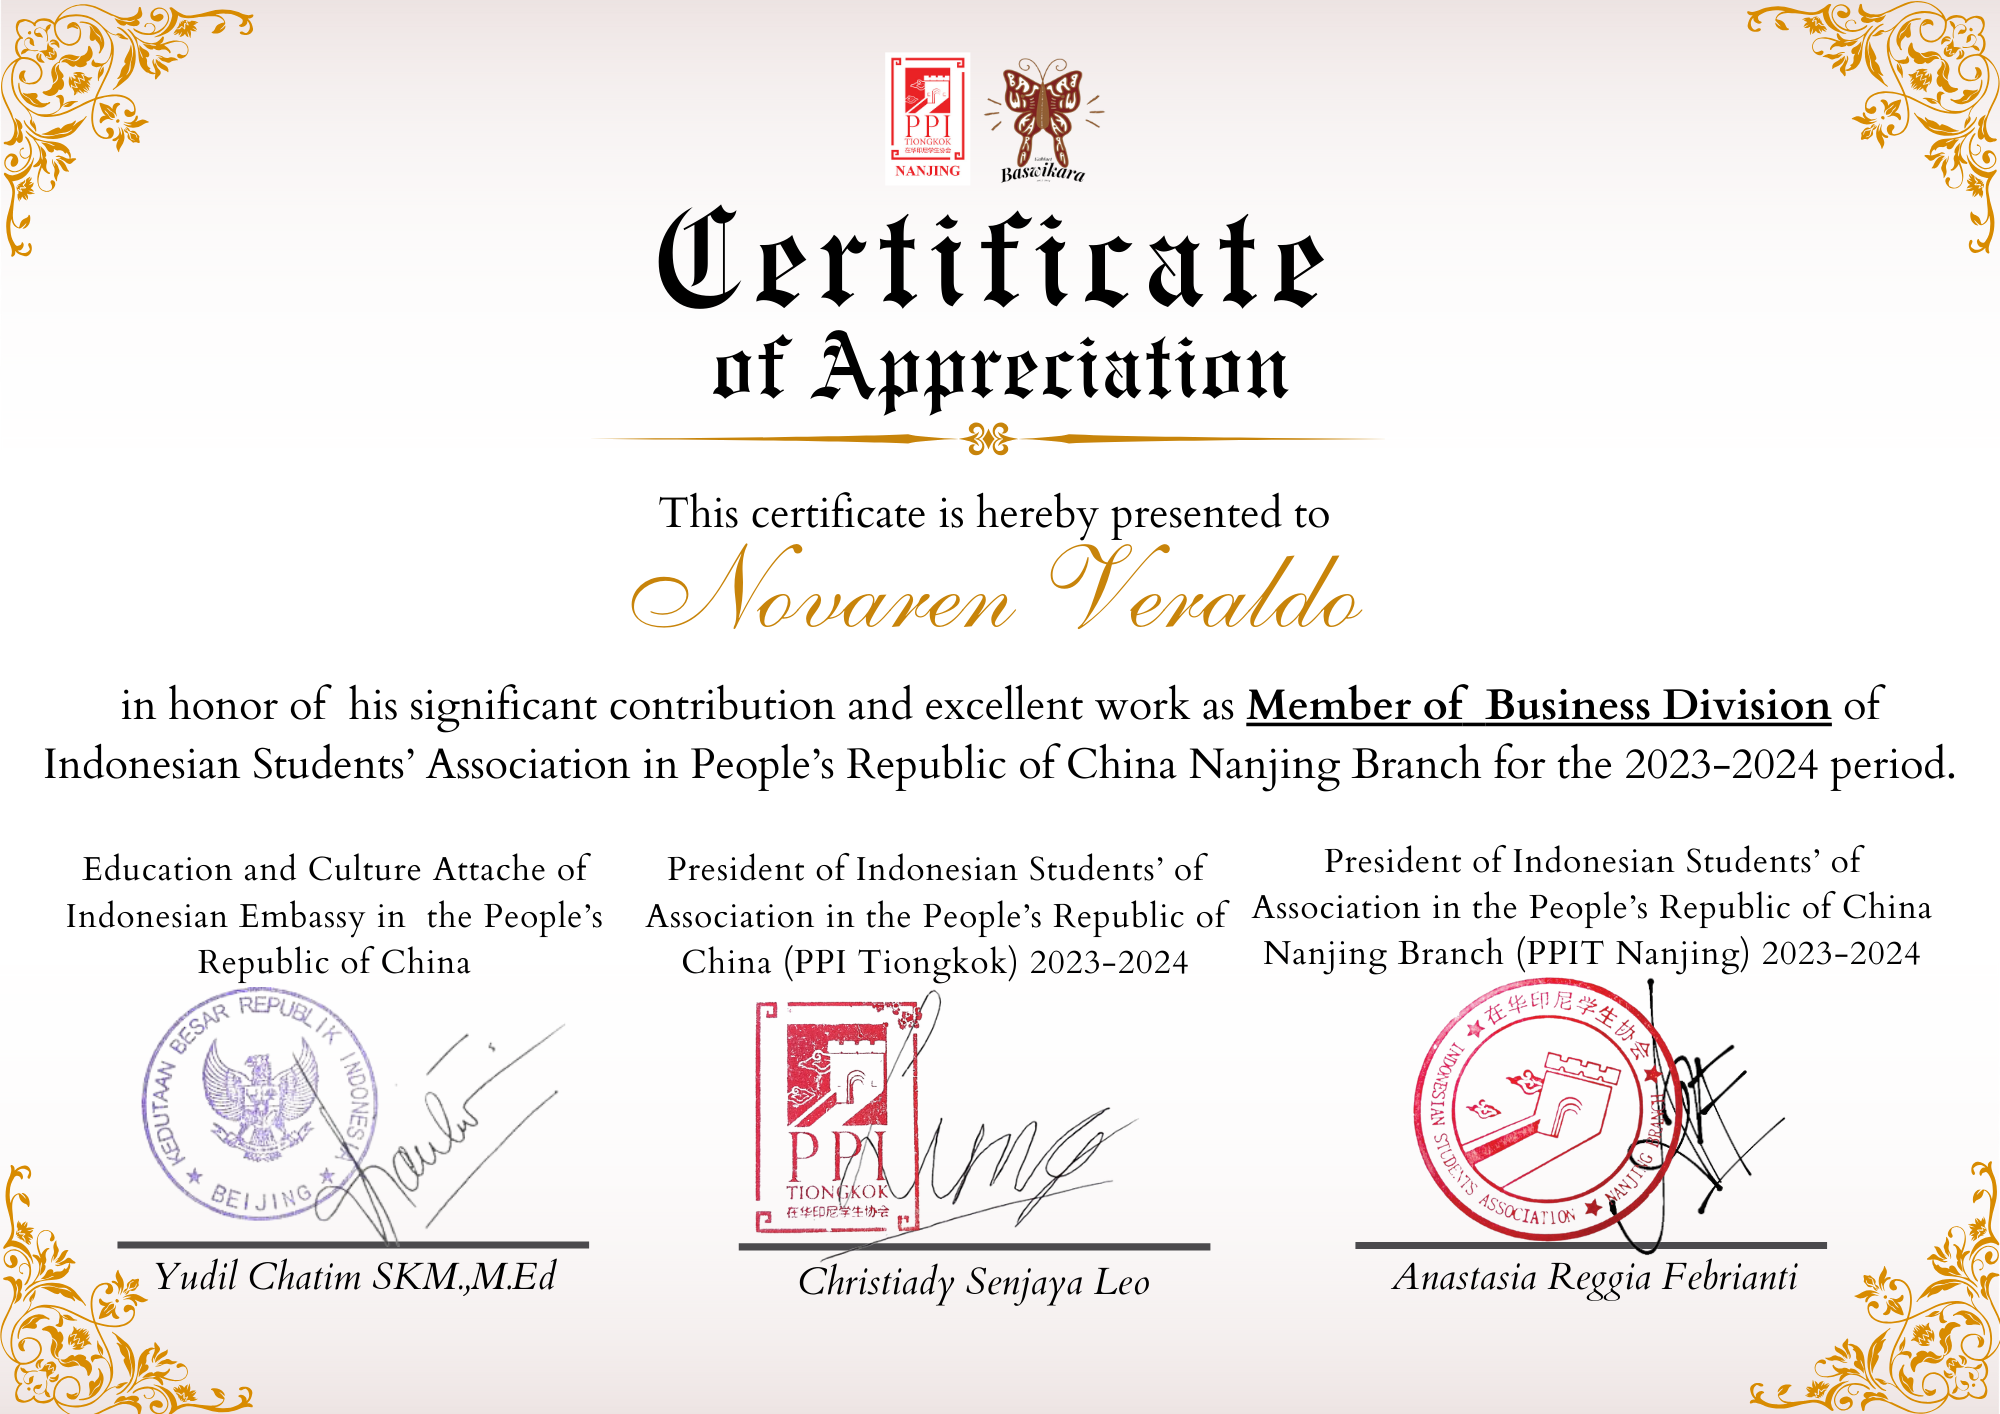 PPI
TIONGKOK
在华印尼学生协会
NANJING
Baswikara
Certificate
of Appreciation
This certificate is hereby presented to
Novaren Veraldo
in honor of his significant contribution and excellent work as Member of Business Division of
Indonesian Students’ Association in People’s Republic of China Nanjing Branch for the 2023-2024 period.
Education and Culture Attache of
Indonesian Embassy in the People’s
Republic of China
KEDUTAAN BESAR REPUBLIK INDONESIA
BEIJING
Yudil Chatim SKM.,M.Ed
President of Indonesian Students’ of
Association in the People’s Republic of
China (PPI Tiongkok) 2023-2024
PPI
TIONGKOK
在华印尼学生协会
Christiady Senjaya Leo
President of Indonesian Students’ of
Association in the People’s Republic of China
Nanjing Branch (PPIT Nanjing) 2023-2024
在华印尼学生协会
INDONESIAN STUDENTS ASSOCIATION
NANJING BRANCH
Anastasia Reggia Febrianti